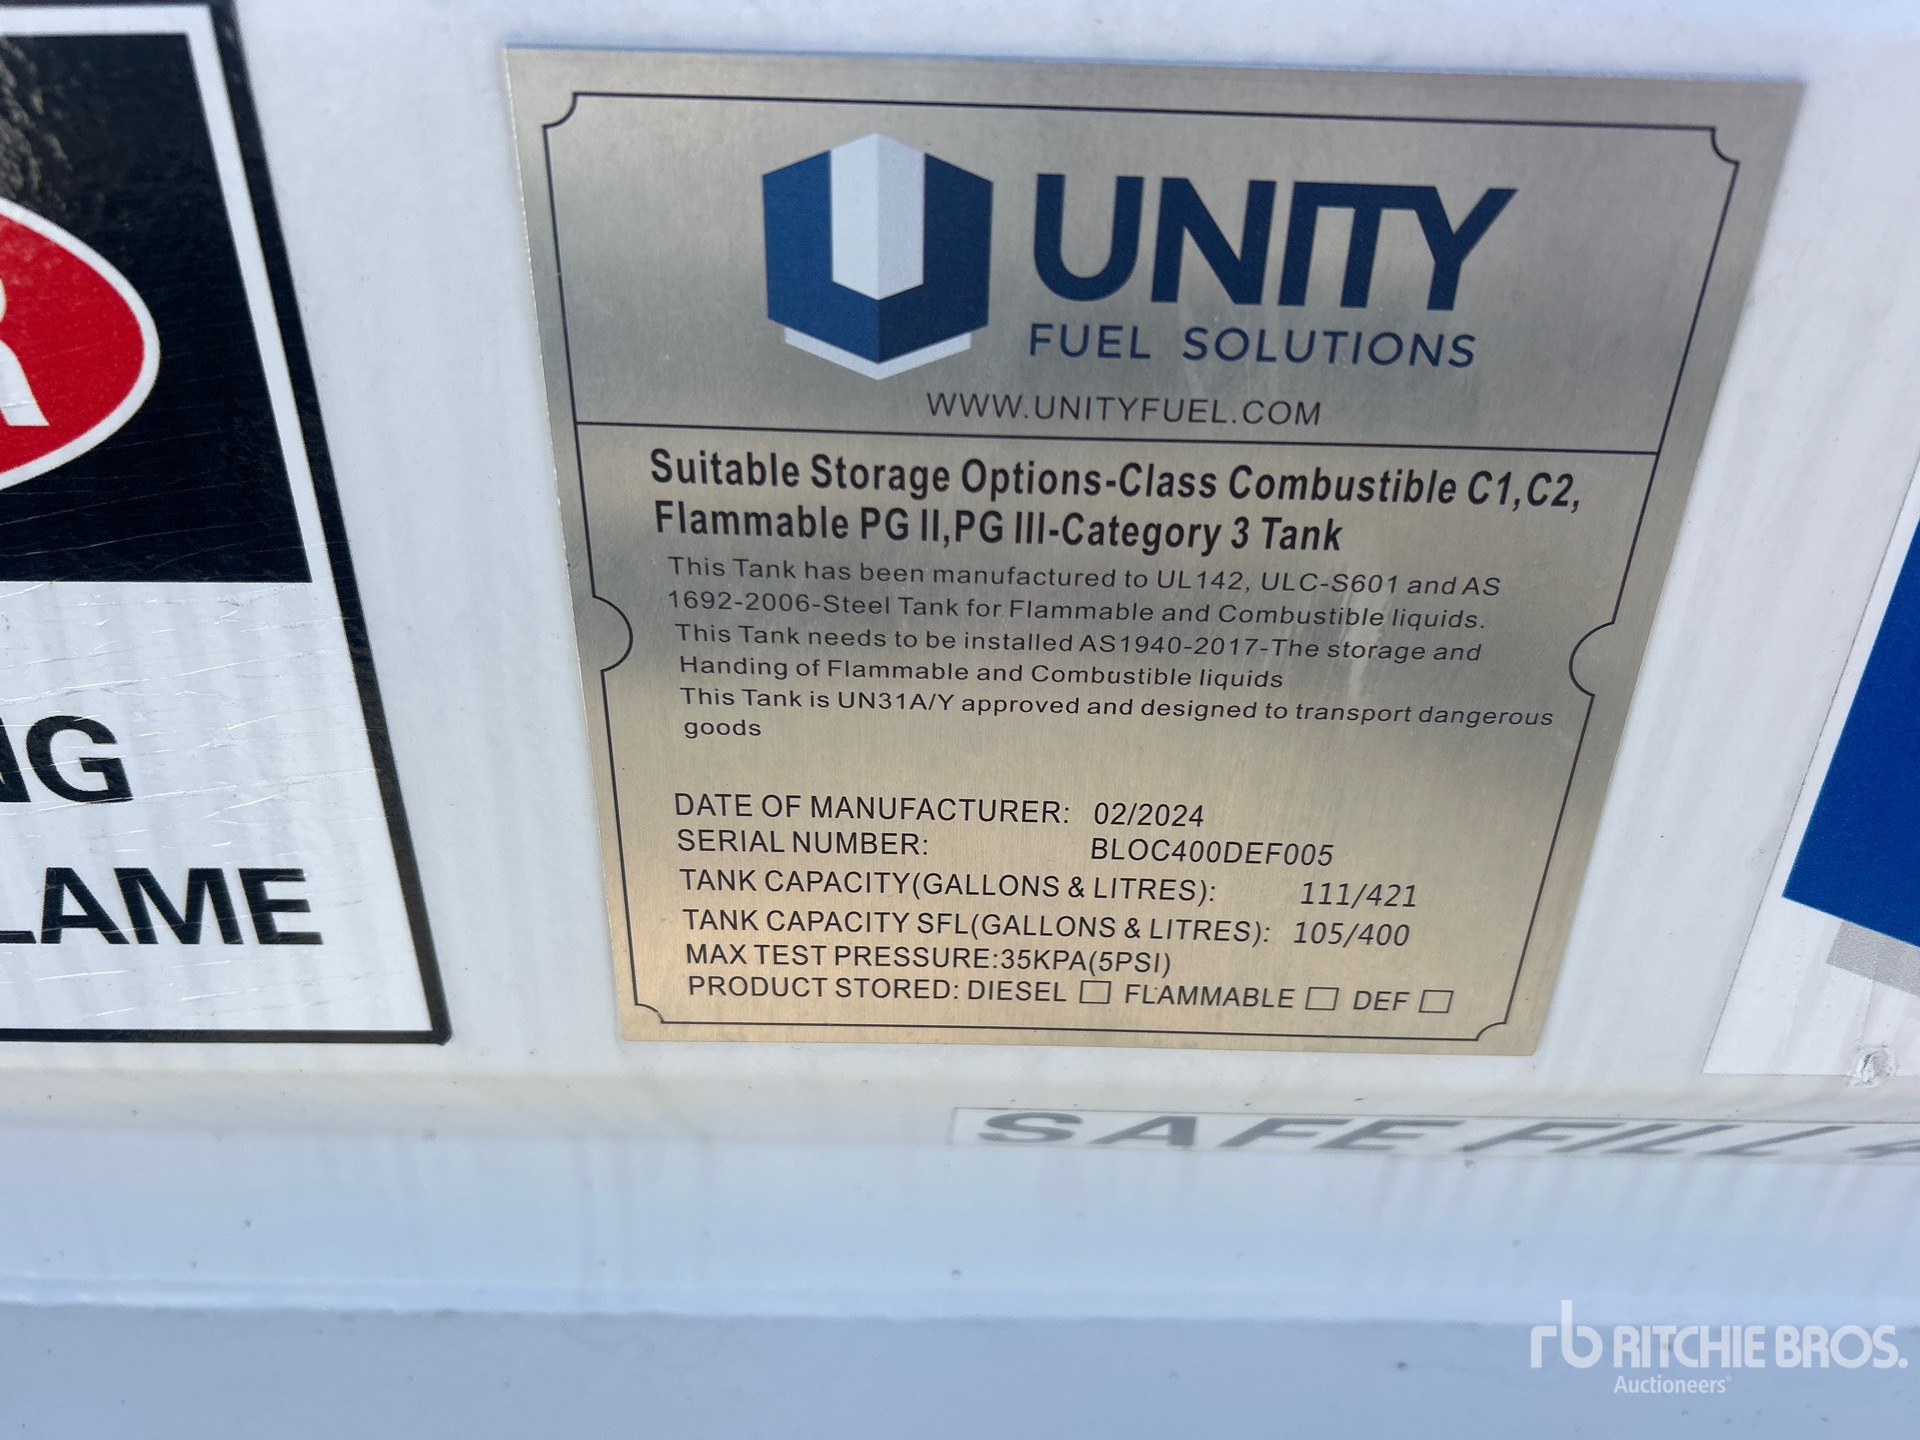 R
NG
LAME
UNITY
FUEL SOLUTIONS
WWW.UNITYFUEL.COM
Suitable Storage Options-Class Combustible C1,C2,
Flammable PG II,PG III-Category 3 Tank
This Tank has been manufactured to UL142, ULC-S601 and AS
1692-2006-Steel Tank for Flammable and Combustible liquids.
This Tank needs to be installed AS1940-2017-The storage and
Handing of Flammable and Combustible liquids
This Tank is UN31A/Y approved and designed to transport dangerous
goods
DATE OF MANUFACTURER: 02/2024
SERIAL NUMBER: BLOC400DEF005
TANK CAPACITY(GALLONS & LITRES): 111/421
TANK CAPACITY SFL(GALLONS & LITRES): 105/400
MAX TEST PRESSURE:35KPA(5PSI)
PRODUCT STORED: DIESEL □ FLAMMABLE □ DEF □
SAFE FILL
rb RITCHIE BROS.
Auctioneers